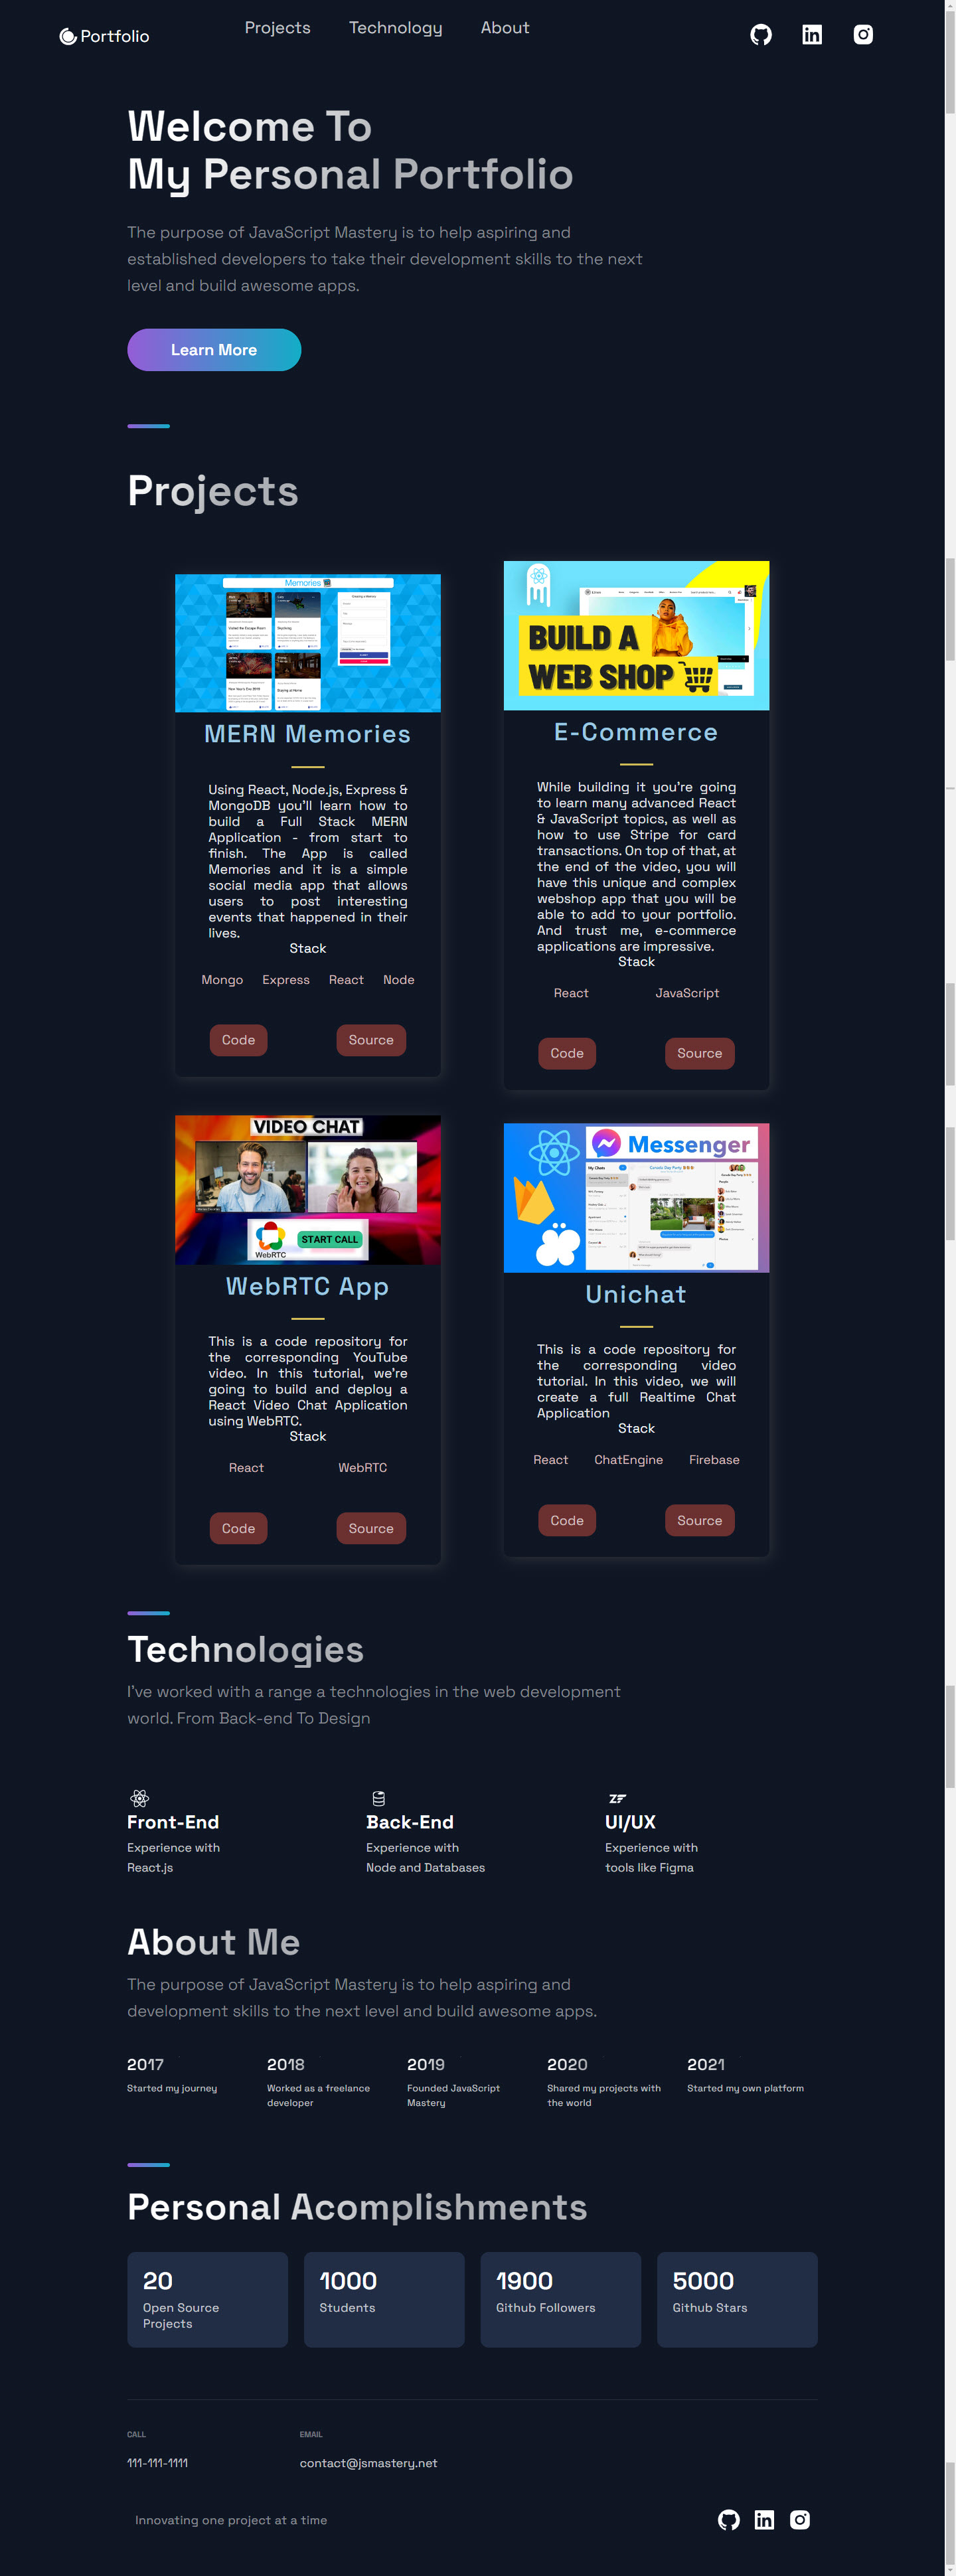 Portfolio
Projects
Technology
About
Welcome To
My Personal Portfolio
The purpose of JavaScript Mastery is to help aspiring and
established developers to take their development skills to the next
level and build awesome apps.
Learn More
Projects
Memories
MERN Memories
Using React, Node.js, Express &
MongoDB you'll learn how to
build a Full Stack MERN
Application - from start to
finish. The App is called
Memories and it is a simple
social media app that allows
users to post interesting
events that happened in their
lives.
Stack
Mongo Express React Node
Code Source
BUILD A
WEB SHOP
E-Commerce
While building it you're going
to learn many advanced React
& JavaScript topics, as well as
how to use Stripe for card
transactions. On top of that, at
the end of the video, you will
have this unique and complex
webshop app that you will be
able to add to your portfolio.
And trust me, e-commerce
applications are impressive.
Stack
React JavaScript
Code Source
VIDEO CHAT
WebRTC
START CALL
WebRTC App
This is a code repository for
the corresponding YouTube
video. In this tutorial, we're
going to build and deploy a
React Video Chat Application
using WebRTC.
Stack
React WebRTC
Code Source
Messenger
My Chats
Unichat
This is a code repository for
the corresponding video
tutorial. In this video, we will
create a full Realtime Chat
Application
Stack
React ChatEngine Firebase
Code Source
Technologies
I've worked with a range a technologies in the web development
world. From Back-end To Design
Front-End
Experience with
React.js
Back-End
Experience with
Node and Databases
UI/UX
Experience with
tools like Figma
About Me
The purpose of JavaScript Mastery is to help aspiring and
development skills to the next level and build awesome apps.
2017
Started my journey
2018
Worked as a freelance
developer
2019
Founded JavaScript
Mastery
2020
Shared my projects with
the world
2021
Started my own platform
Personal Acomplishments
20
Open Source
Projects
1000
Students
1900
Github Followers
5000
Github Stars
CALL
111-111-1111
EMAIL
contact@jsmastery.net
Innovating one project at a time